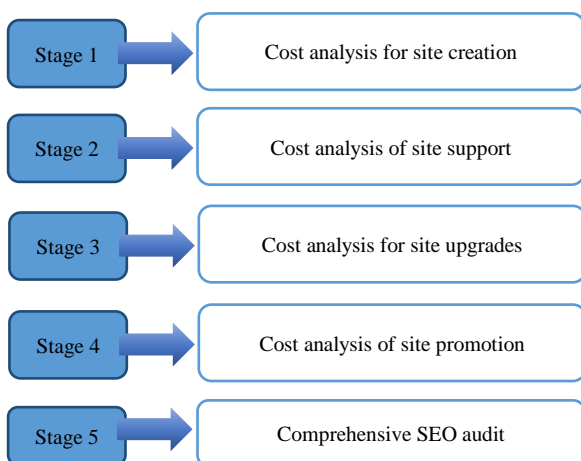 Stage 1
Cost analysis for site creation
Stage 2
Cost analysis of site support
Stage 3
Cost analysis for site upgrades
Stage 4
Cost analysis of site promotion
Stage 5
Comprehensive SEO audit